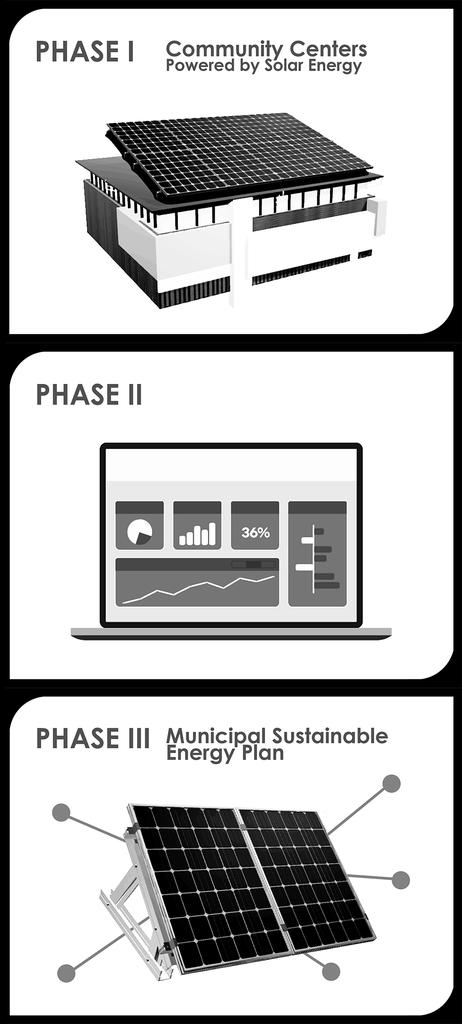 PHASE I
Community Centers
Powered by Solar Energy
PHASE II
36%
PHASE III
Municipal Sustainable
Energy Plan